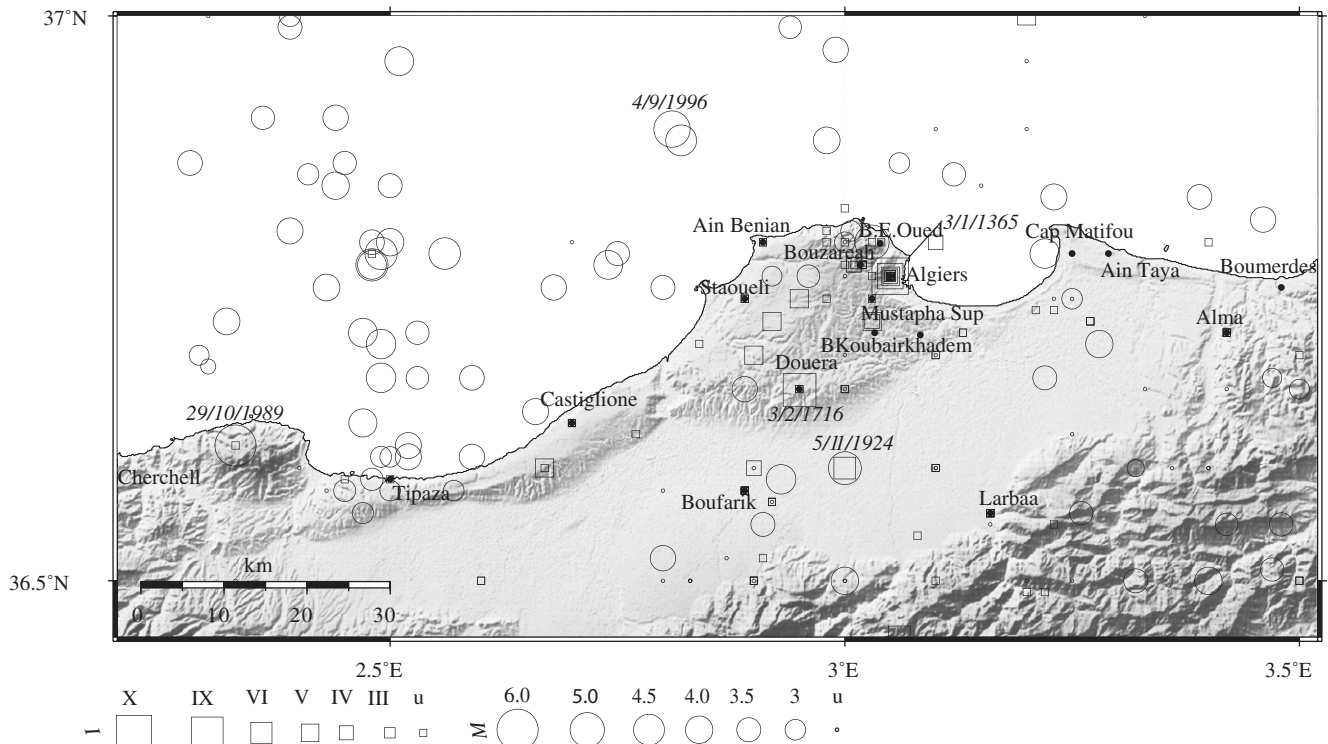 37˚N
4/9/1996
3/1/1365
Ain Benian
B.E.Oued
Cap Matifou
Bouzareah
Algiers
Ain Taya
Boumerdes
Staoueli
Mustapha Sup
Alma
BKoubairkhadem
Douera
29/10/1989
Castiglione
3/2/1716
5/11/1924
Cherchell
Tipaza
Boufarik
Larbaa
km
36.5˚N
0 10 20 30
2.5˚E 3˚E 3.5˚E
X IX VI V IV III u 6.0 5.0 4.5 4.0 3.5 3 u
I M